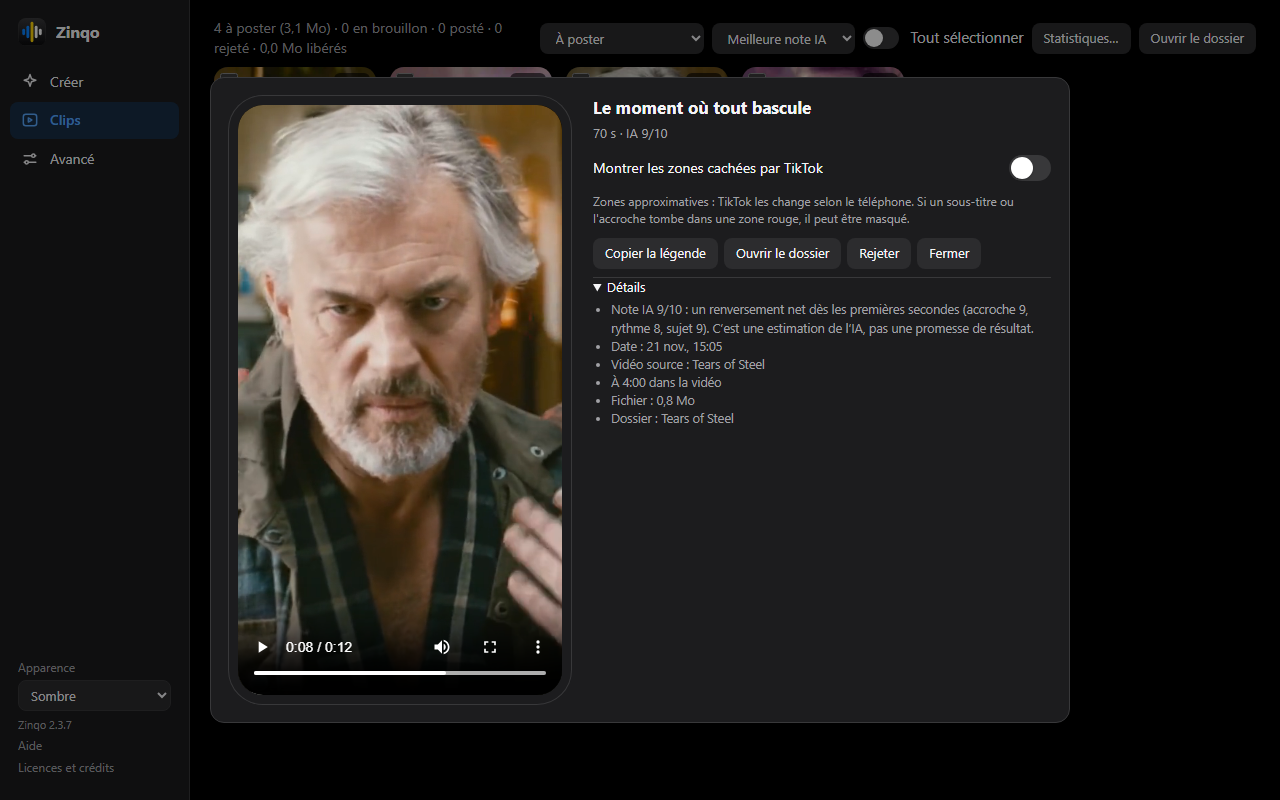 Zinqo
Créer
Clips
Avancé
Apparence
Sombre
Zinqo 2.3.7
Aide
Licences et crédits
4 à poster (3,1 Mo) · 0 en brouillon · 0 posté · 0
rejeté · 0,0 Mo libérés
À poster
Meilleure note IA
Tout sélectionner
Statistiques...
Ouvrir le dossier
0:08 / 0:12
Le moment où tout bascule
70 s · IA 9/10
Montrer les zones cachées par TikTok
Zones approximatives : TikTok les change selon le téléphone. Si un sous-titre ou
l'accroche tombe dans une zone rouge, il peut être masqué.
Copier la légende
Ouvrir le dossier
Rejeter
Fermer
Détails
Note IA 9/10 : un renversement net dès les premières secondes (accroche 9,
rythme 8, sujet 9). C’est une estimation de l’IA, pas une promesse de résultat.
Date : 21 nov., 15:05
Vidéo source : Tears of Steel
À 4:00 dans la vidéo
Fichier : 0,8 Mo
Dossier : Tears of Steel